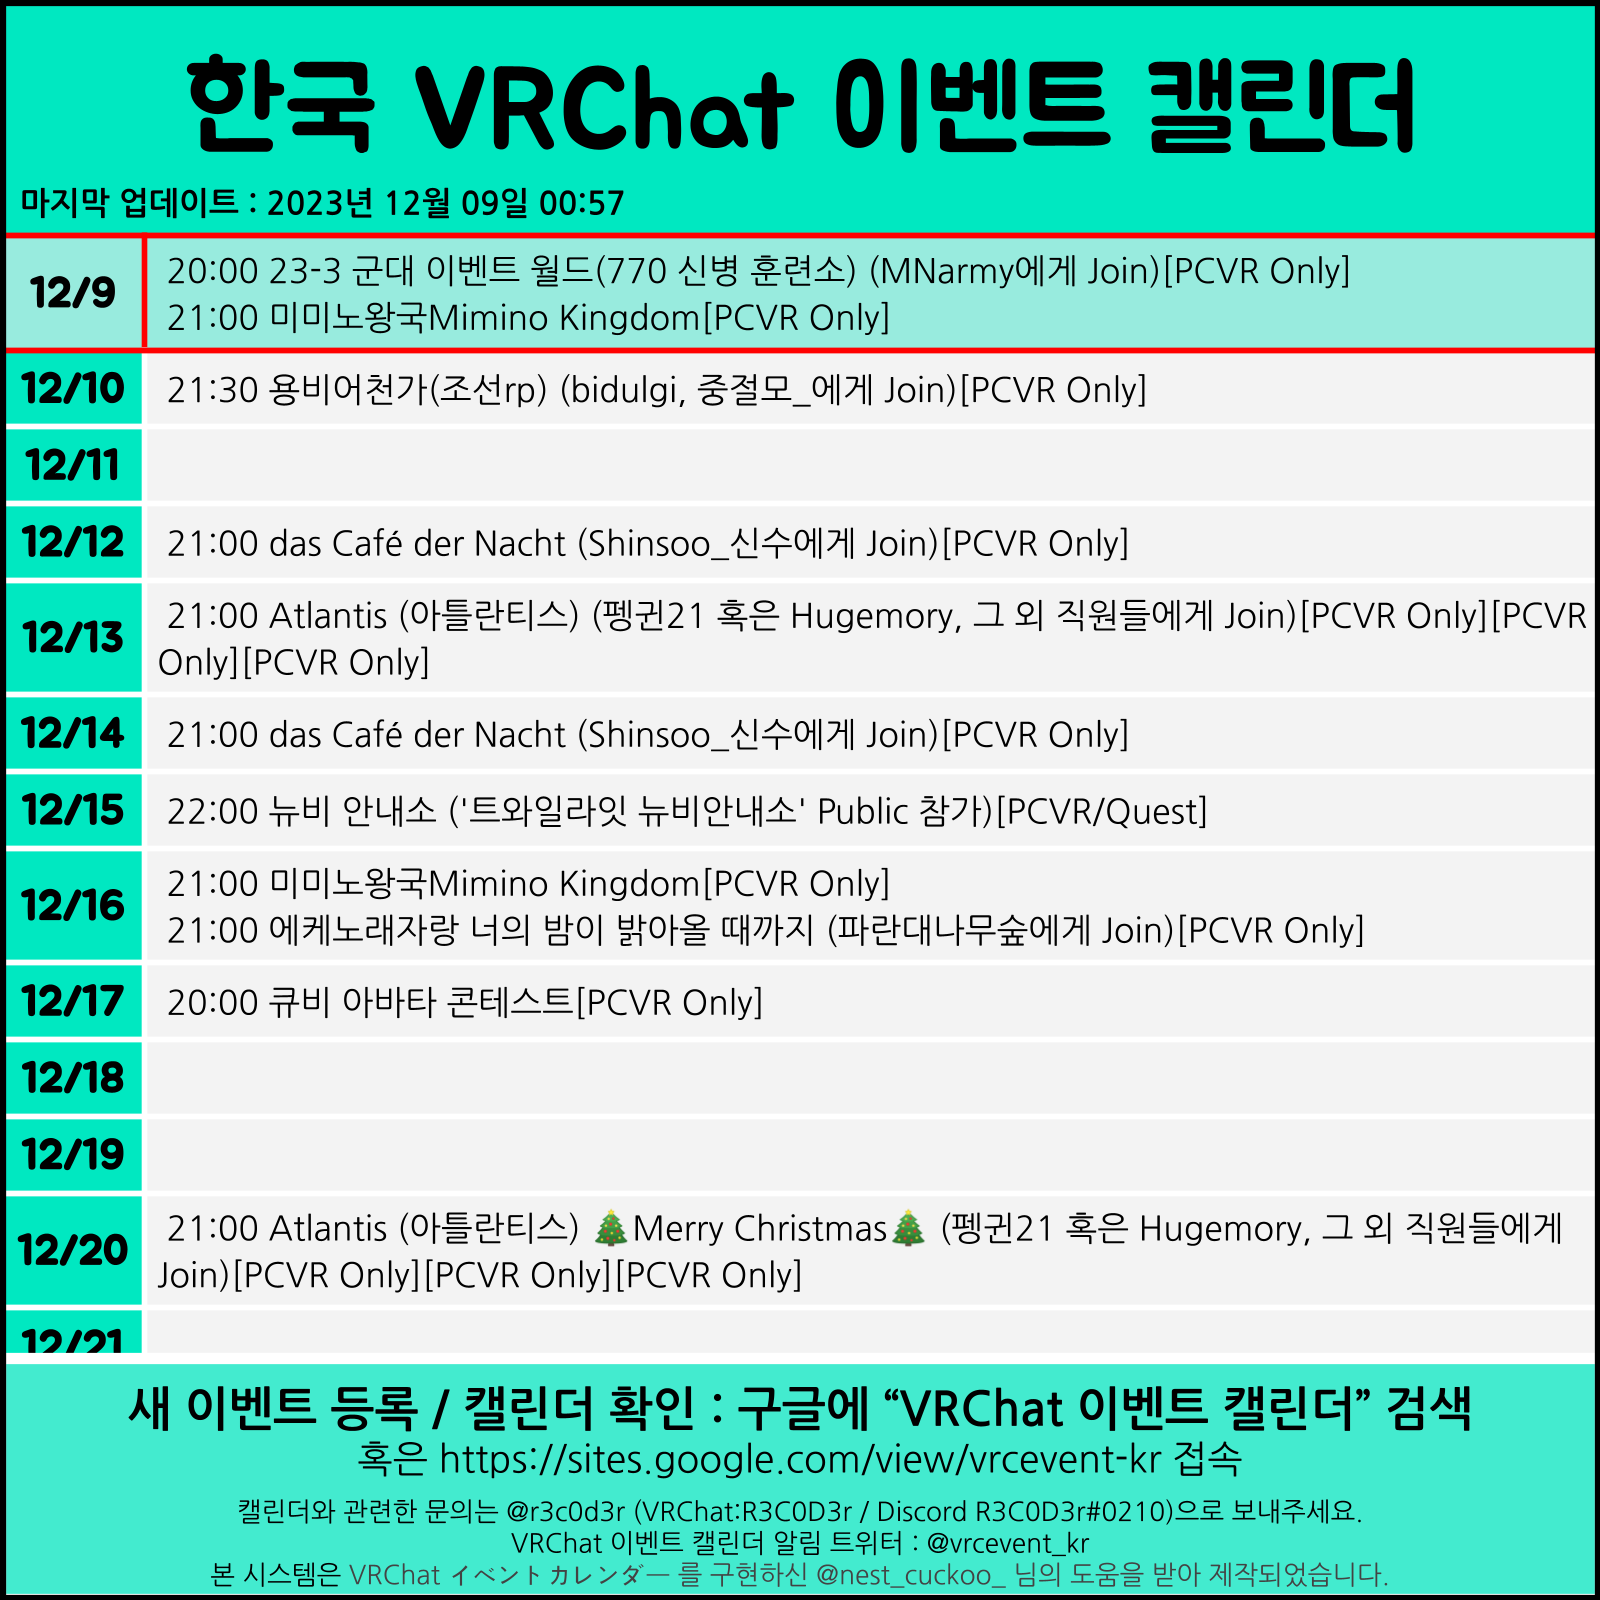 한국 VRChat 이벤트 캘린더
마지막 업데이트 : 2023년 12월 09일 00:57
12/9
20:00 23-3 군대 이벤트 월드(770 신병 훈련소) (MNarmy에게 Join)[PCVR Only]
21:00 미미노왕국Mimino Kingdom[PCVR Only]
12/10
21:30 용비어천가(조선rp) (bidulgi, 중절모_에게 Join)[PCVR Only]
12/11
12/12
21:00 das Café der Nacht (Shinsoo_신수에게 Join)[PCVR Only]
12/13
21:00 Atlantis (아틀란티스) (펭귄21 혹은 Hugemory, 그 외 직원들에게 Join)[PCVR Only][PCVR
Only][PCVR Only]
12/14
21:00 das Café der Nacht (Shinsoo_신수에게 Join)[PCVR Only]
12/15
22:00 뉴비 안내소 ('트와일라잇 뉴비안내소' Public 참가)[PCVR/Quest]
12/16
21:00 미미노왕국Mimino Kingdom[PCVR Only]
21:00 에케노래자랑 너의 밤이 밝아올 때까지 (파란대나무숲에게 Join)[PCVR Only]
12/17
20:00 큐비 아바타 콘테스트[PCVR Only]
12/18
12/19
12/20
21:00 Atlantis (아틀란티스) 🎄Merry Christmas🎄 (펭귄21 혹은 Hugemory, 그 외 직원들에게
Join)[PCVR Only][PCVR Only][PCVR Only]
12/21
새 이벤트 등록 / 캘린더 확인 : 구글에 “VRChat 이벤트 캘린더” 검색
혹은 https://sites.google.com/view/vrcevent-kr 접속
캘린더와 관련한 문의는 @r3c0d3r (VRChat:R3C0D3r / Discord R3C0D3r#0210)으로 보내주세요.
VRChat 이벤트 캘린더 알림 트위터 : @vrcevent_kr
본 시스템은 VRChat イベントカレンダー 를 구현하신 @nest_cuckoo_ 님의 도움을 받아 제작되었습니다.